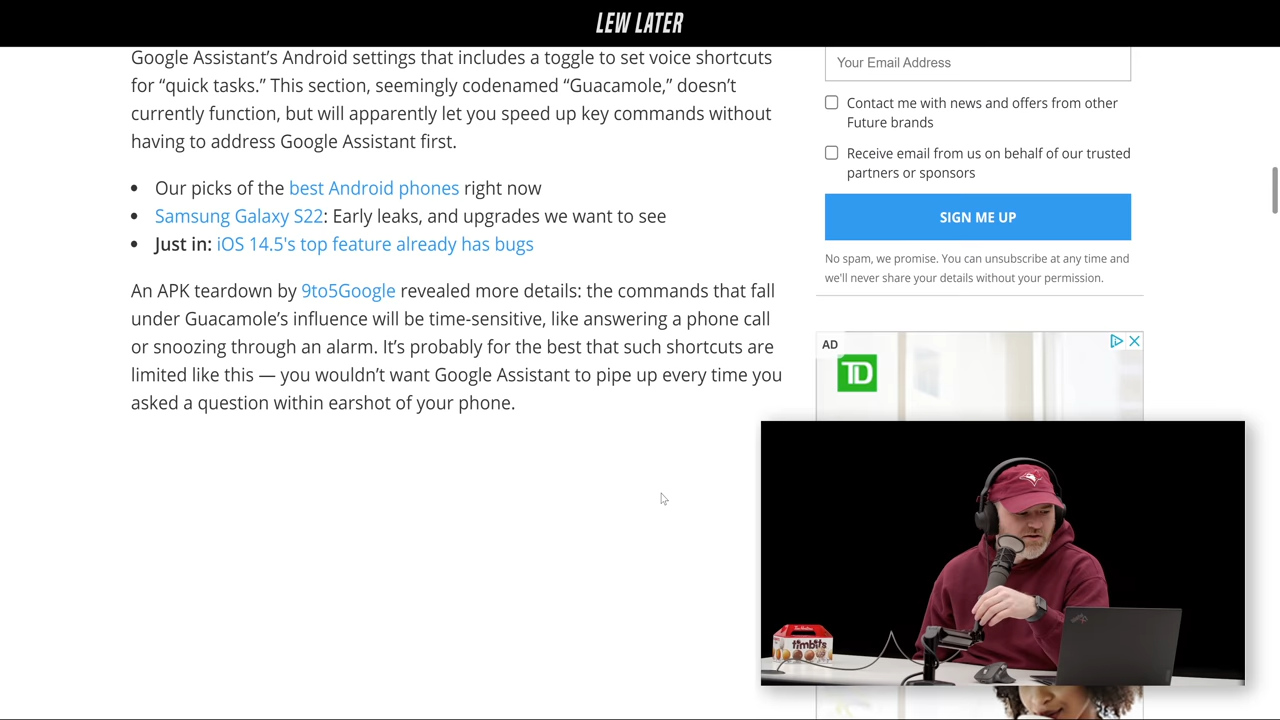 LEW LATER
Google Assistant’s Android settings that includes a toggle to set voice shortcuts
for “quick tasks.” This section, seemingly codenamed “Guacamole,” doesn’t
currently function, but will apparently let you speed up key commands without
having to address Google Assistant first.
Our picks of the best Android phones right now
Samsung Galaxy S22: Early leaks, and upgrades we want to see
Just in: iOS 14.5's top feature already has bugs
An APK teardown by 9to5Google revealed more details: the commands that fall
under Guacamole’s influence will be time-sensitive, like answering a phone call
or snoozing through an alarm. It’s probably for the best that such shortcuts are
limited like this — you wouldn’t want Google Assistant to pipe up every time you
asked a question within earshot of your phone.
Your Email Address
Contact me with news and offers from other
Future brands
Receive email from us on behalf of our trusted
partners or sponsors
SIGN ME UP
No spam, we promise. You can unsubscribe at any time and
we'll never share your details without your permission.
AD
TD
timbits